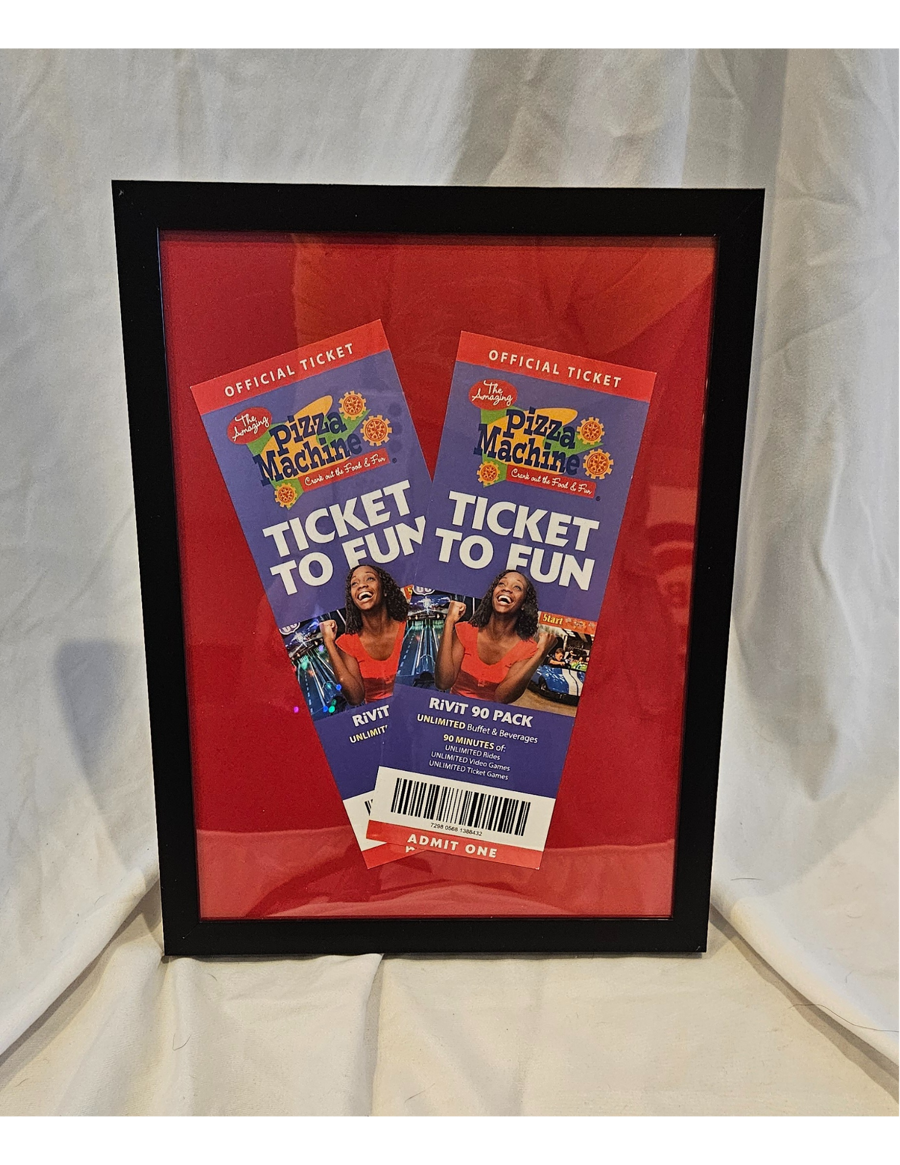 OFFICIAL TICKET
The
Amazing
Pizza
Machine
Crank out the Food & Fun
TICKET
TO FUN
RiViT
UNLIMIT
OFFICIAL TICKET
The
Amazing
Pizza
Machine
Crank out the Food & Fun
TICKET
TO FUN
Start
RiViT 90 PACK
UNLIMITED Buffet & Beverages
90 MINUTES of:
UNLIMITED Rides
UNLIMITED Video Games
UNLIMITED Ticket Games
7298 0568 1388432
ADMIT ONE